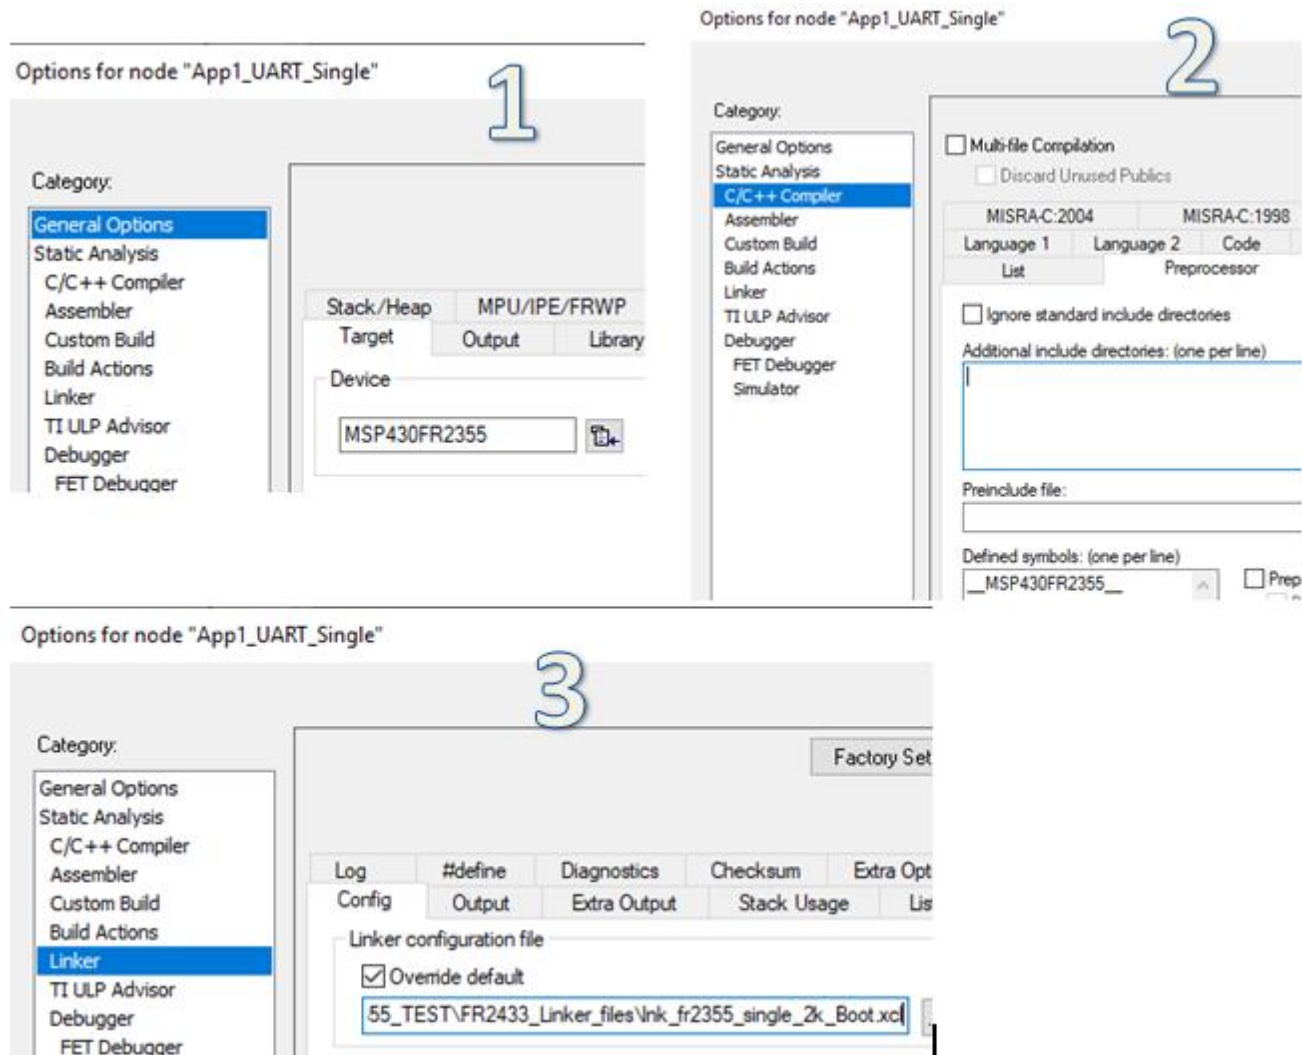 Options for node "App1_UART_Single"
1
Category:
General Options
Static Analysis
C/C++ Compiler
Assembler
Custom Build
Build Actions
Linker
TI ULP Advisor
Debugger
FET Debugger
Stack/Heap MPU/IPE/FRWP
Target Output Library
Device
MSP430FR2355
Options for node "App1_UART_Single"
2
Category:
General Options
Static Analysis
C/C++ Compiler
Assembler
Custom Build
Build Actions
Linker
TI ULP Advisor
Debugger
FET Debugger
Simulator
Multi-file Compilation
Discard Unused Publics
MISRA-C:2004 MISRA-C:1998
Language 1 Language 2 Code
List Preprocessor
Ignore standard include directories
Additional include directories: (one per line)
Preinclude file:
Defined symbols: (one per line)
__MSP430FR2355__
Prep
Options for node "App1_UART_Single"
3
Category:
General Options
Static Analysis
C/C++ Compiler
Assembler
Custom Build
Build Actions
Linker
TI ULP Advisor
Debugger
FET Debugger
Factory Set
Log #define Diagnostics Checksum Extra Opt
Config Output Extra Output Stack Usage Lis
Linker configuration file
Override default
55_TEST\FR2433_Linker_files\lnk_fr2355_single_2k_Boot.xcl